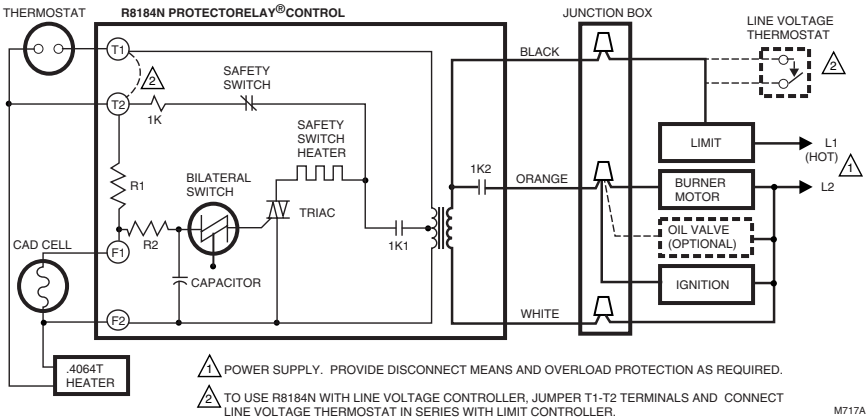 THERMOSTAT
R8184N PROTECTORELAY®CONTROL
JUNCTION BOX
LINE VOLTAGE
THERMOSTAT
T1
BLACK
2
2
SAFETY
SWITCH
T2
1K
SAFETY
SWITCH
HEATER
LIMIT
L1
(HOT)
1
1K2
ORANGE
BURNER
MOTOR
L2
R1
BILATERAL
SWITCH
TRIAC
OIL VALVE
(OPTIONAL)
R2
1K1
CAD CELL
F1
CAPACITOR
IGNITION
F2
WHITE
.4064T
HEATER
1 POWER SUPPLY. PROVIDE DISCONNECT MEANS AND OVERLOAD PROTECTION AS REQUIRED.
2 TO USE R8184N WITH LINE VOLTAGE CONTROLLER, JUMPER T1-T2 TERMINALS AND CONNECT
LINE VOLTAGE THERMOSTAT IN SERIES WITH LIMIT CONTROLLER.
M717A